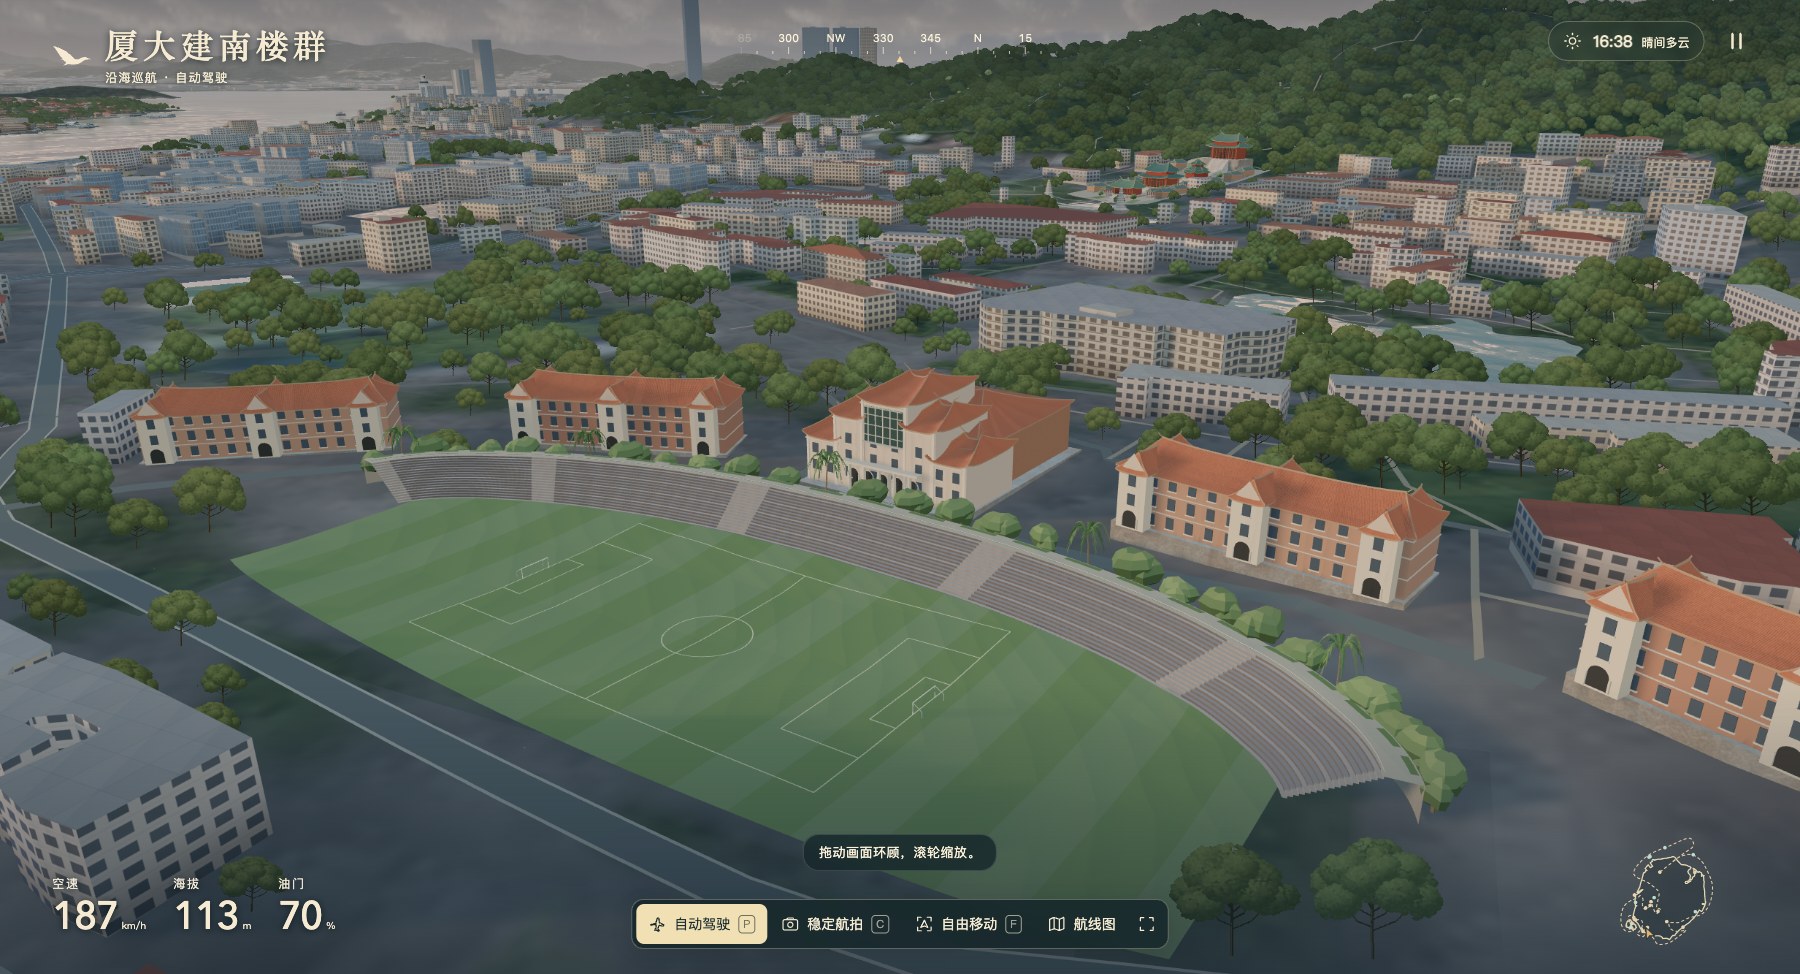 厦大建南楼群
沿海巡航 · 自动驾驶
85 300 NW 330 345 N 15
16:38 晴间多云
拖动画面环顾，滚轮缩放。
空速 海拔 油门
187 km/h 113 m 70 %
自动驾驶 P 稳定航拍 C 自由移动 F 航线图